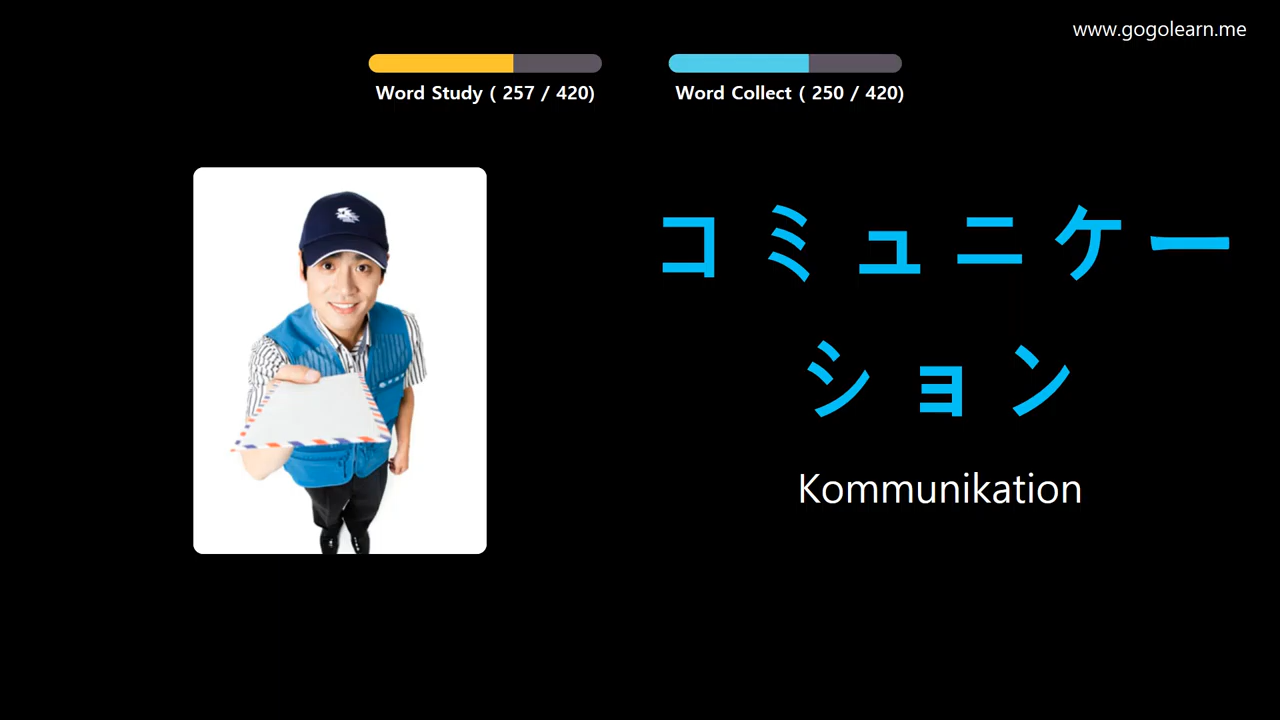 www.gogolearn.me
Word Study ( 257 / 420)
Word Collect ( 250 / 420)
コミュニケー
ション
Kommunikation